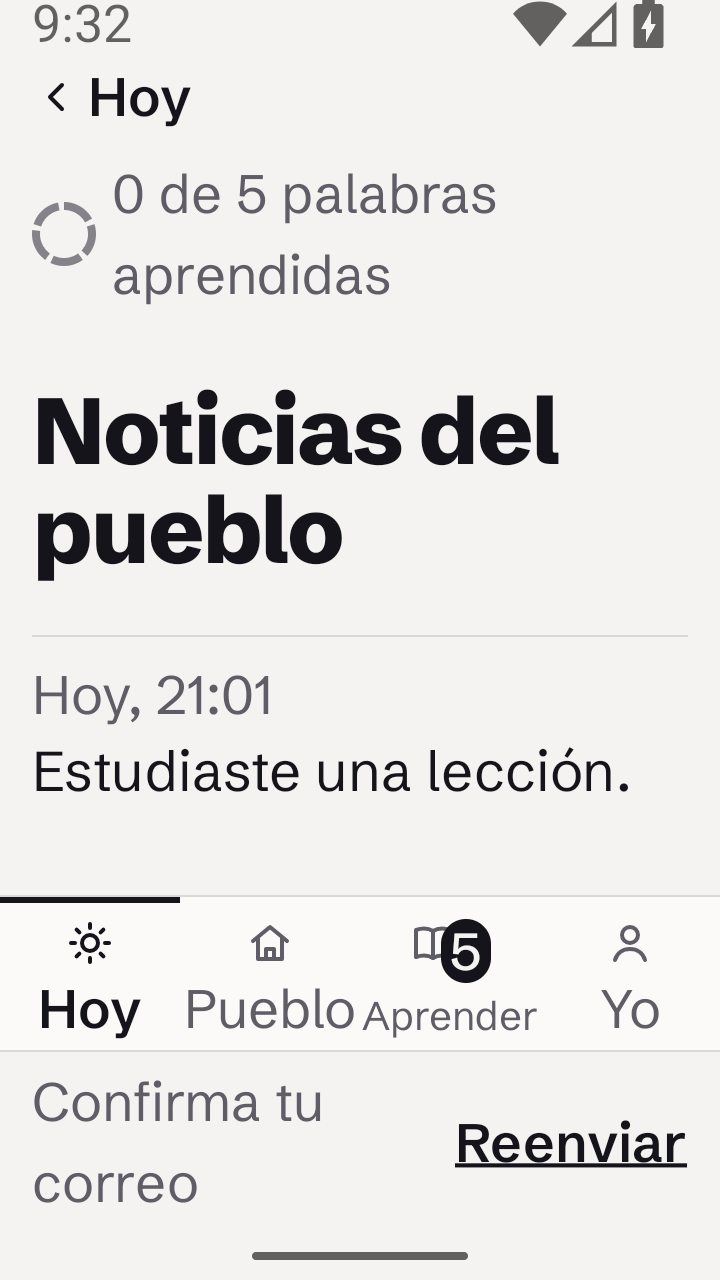 9:32
Hoy
0 de 5 palabras
aprendidas
Noticias del
pueblo
Hoy, 21:01
Estudiaste una lección.
5
Hoy
Pueblo
Aprender
Yo
Confirma tu
correo
Reenviar